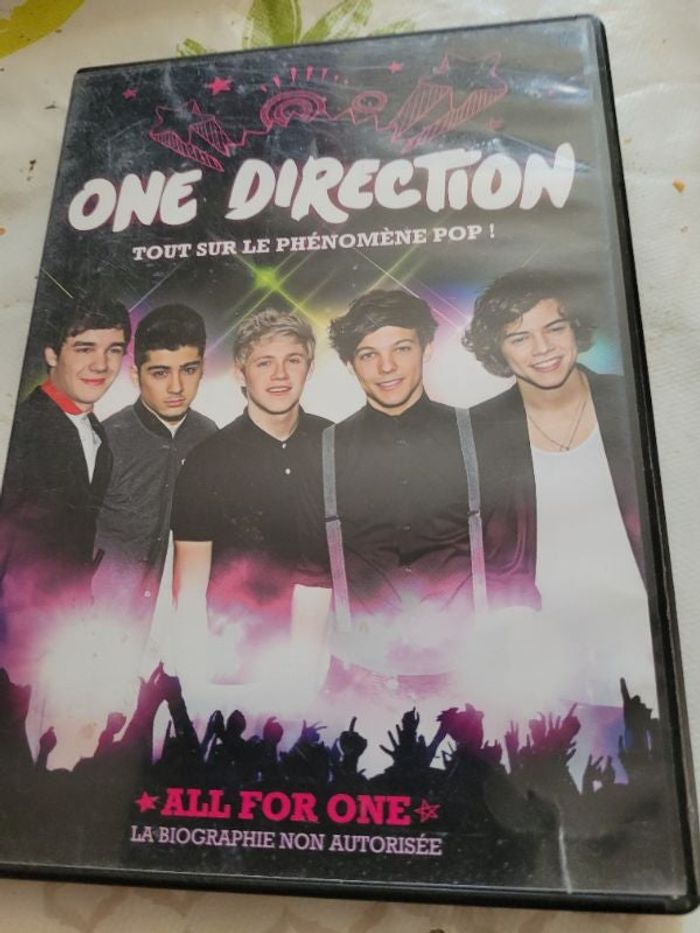 ONE DIRECTION
TOUT SUR LE PHÉNOMÈNE POP !
ALL FOR ONE
LA BIOGRAPHIE NON AUTORISÉE